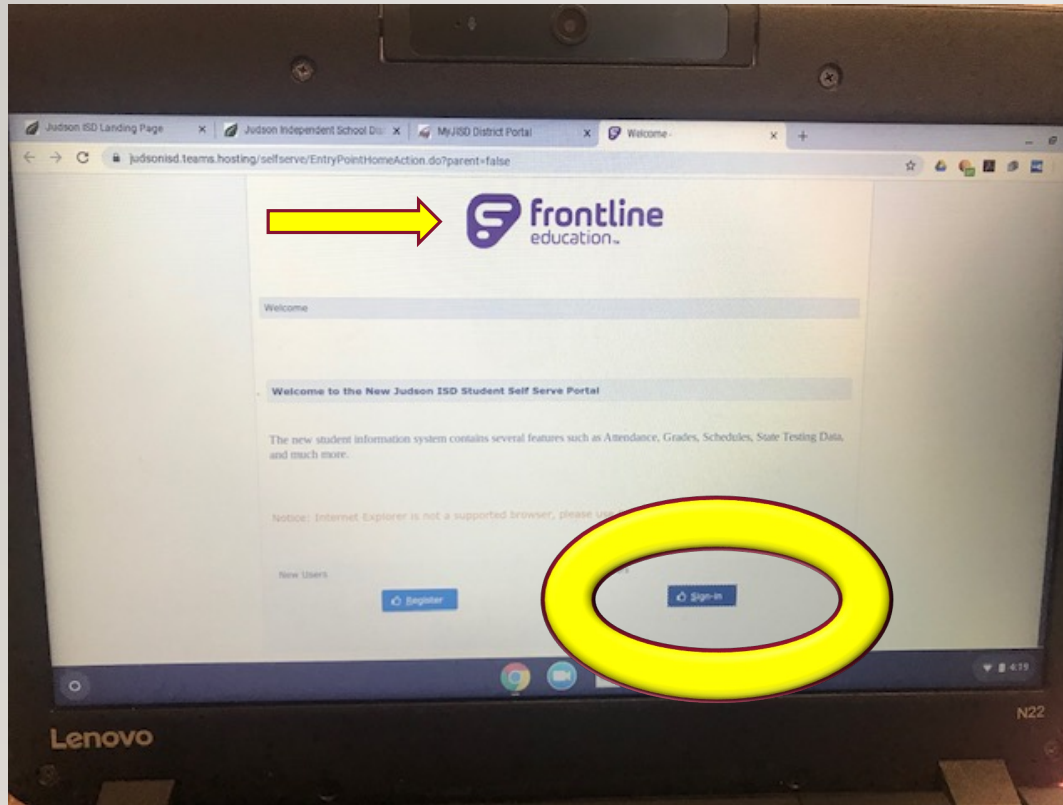 Judson ISD Landing Page
Judson Independent School Dis
MyJISD District Portal
Welcome -
judsonisd.teams.hosting/selfserve/EntryPointHomeAction.do?parent=false
frontline
education
Welcome
Welcome to the New Judson ISD Student Self Serve Portal
The new student information system contains several features such as Attendance, Grades, Schedules, State Testing Data,
and much more.
Notice: Internet Explorer is not a supported browser, please use
New Users
Register
Sign-in
4:19
N22
Lenovo